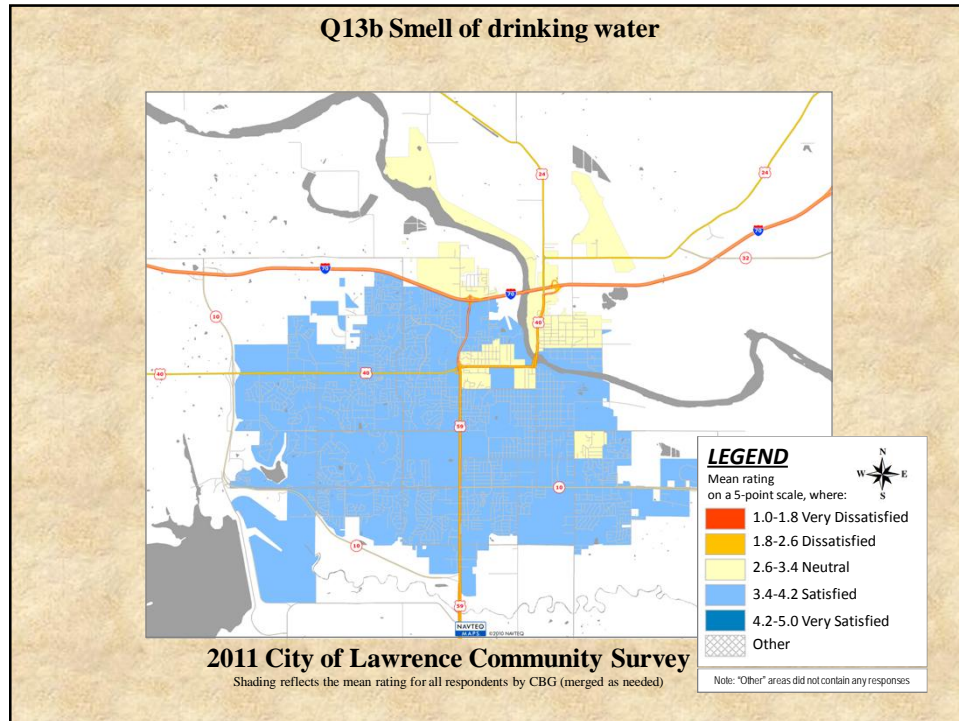 Q13b Smell of drinking water
24
24
70
70
32
70
10
40
40
40
59
10
10
59
NAVTEQ
MAPS
©2010 NAVTEQ
LEGEND
Mean rating
on a 5-point scale, where:
N
W E
S
1.0-1.8 Very Dissatisfied
1.8-2.6 Dissatisfied
2.6-3.4 Neutral
3.4-4.2 Satisfied
4.2-5.0 Very Satisfied
Other
2011 City of Lawrence Community Survey
Shading reflects the mean rating for all respondents by CBG (merged as needed)
Note: "Other" areas did not contain any responses